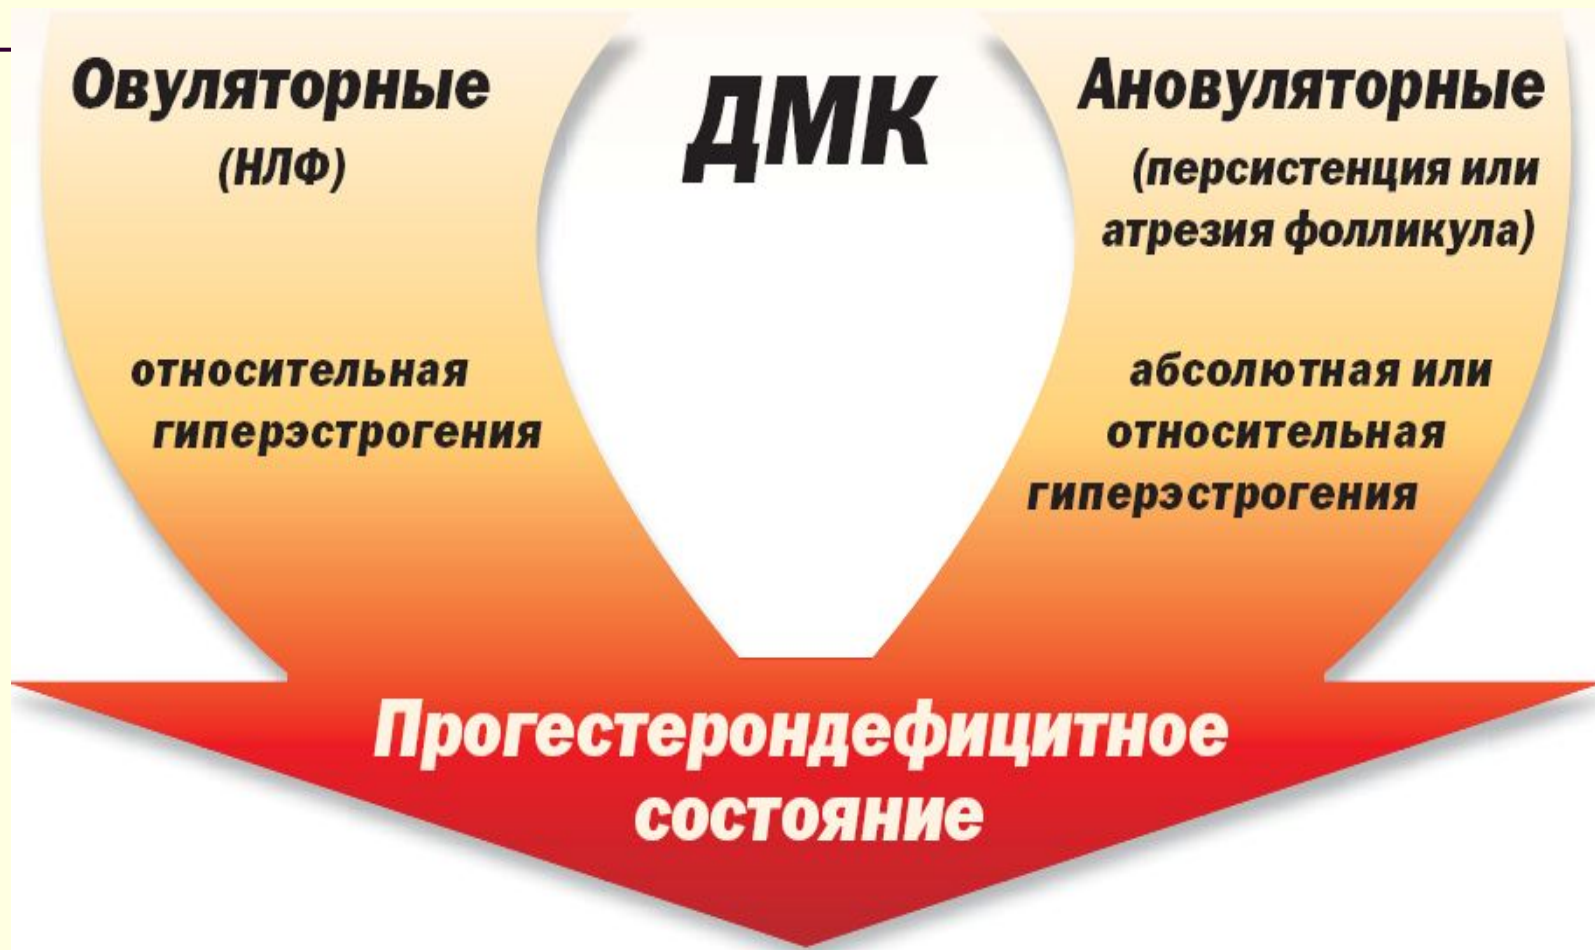 Овуляторные
(НЛФ)
относительная
гиперэстрогения
ДМК
Ановуляторные
(персистенция или
атрезия фолликула)
абсолютная или
относительная
гиперэстрогения
Прогестерондефицитное
состояние